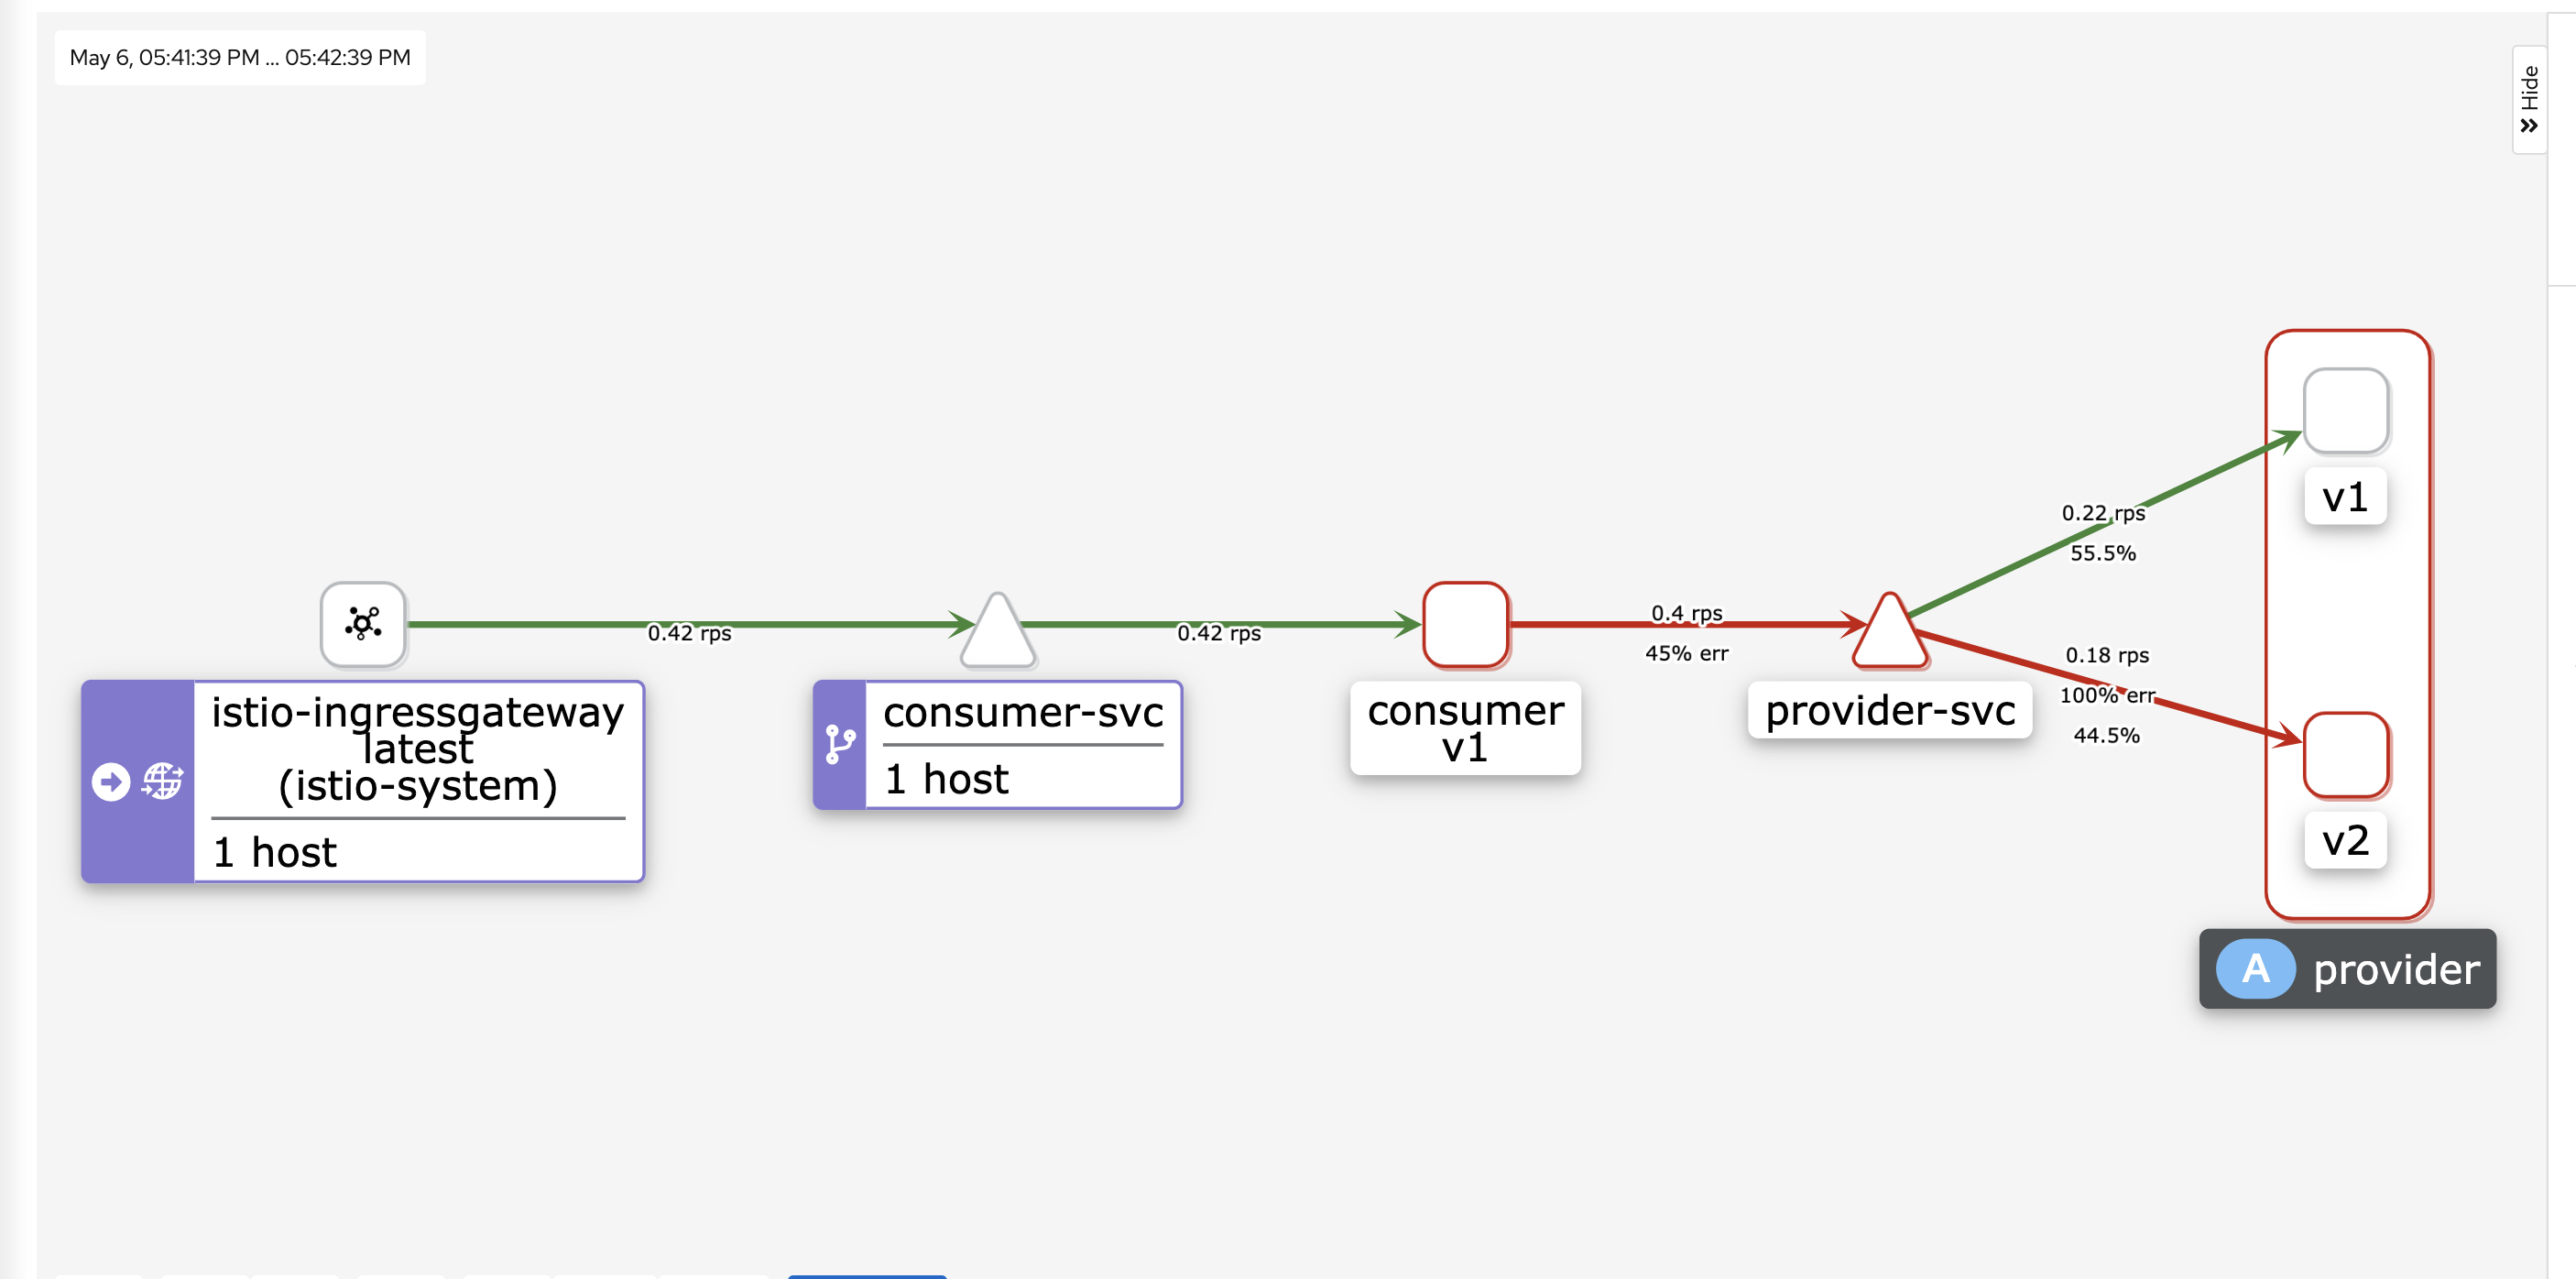 May 6, 05:41:39 PM ... 05:42:39 PM
Hide
istio-ingressgateway
latest
(istio-system)
1 host
0.42 rps
consumer-svc
1 host
0.42 rps
consumer
v1
0.4 rps
45% err
provider-svc
0.22 rps
55.5%
0.18 rps
100% err
44.5%
v1
v2
A provider